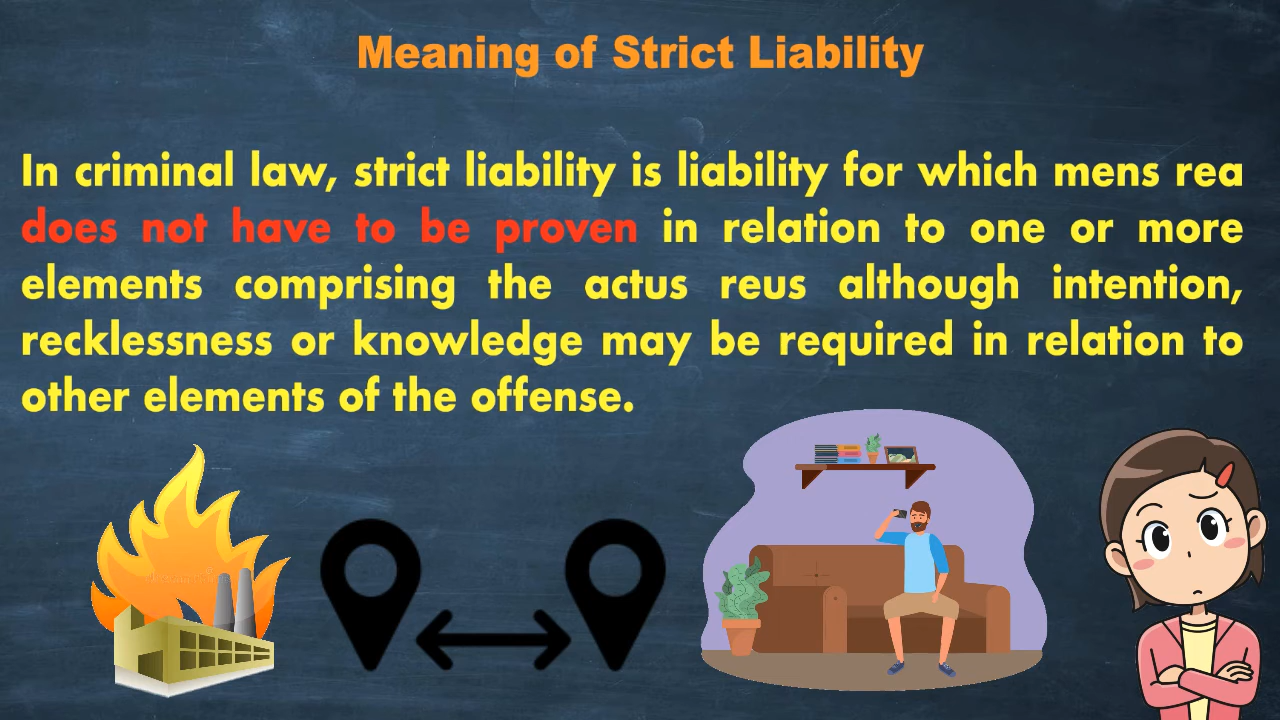 Meaning of Strict Liability
In criminal law, strict liability is liability for which mens rea
does not have to be proven in relation to one or more
elements comprising the actus reus although intention,
recklessness or knowledge may be required in relation to
other elements of the offense.